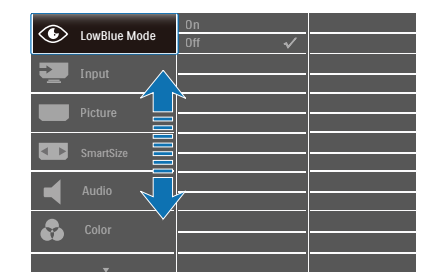 LowBlue Mode
On
Off
Input
Picture
SmartSize
Audio
Color